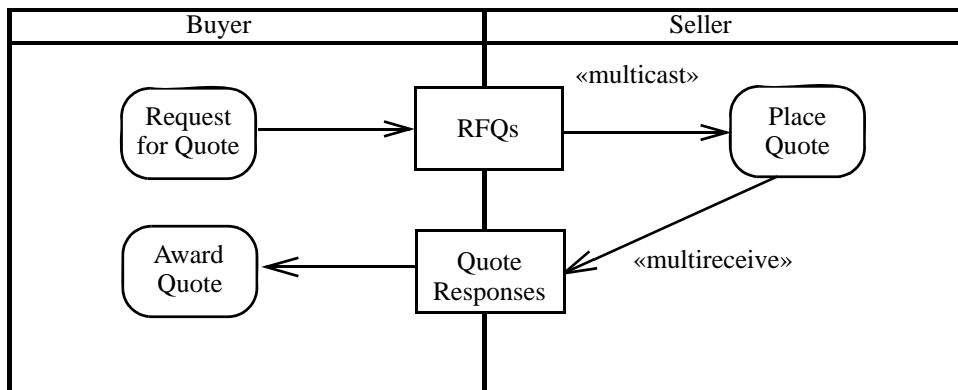 Buyer
Seller
«multicast»
Request
for Quote
RFQs
Place
Quote
Award
Quote
Quote
Responses
«multireceive»